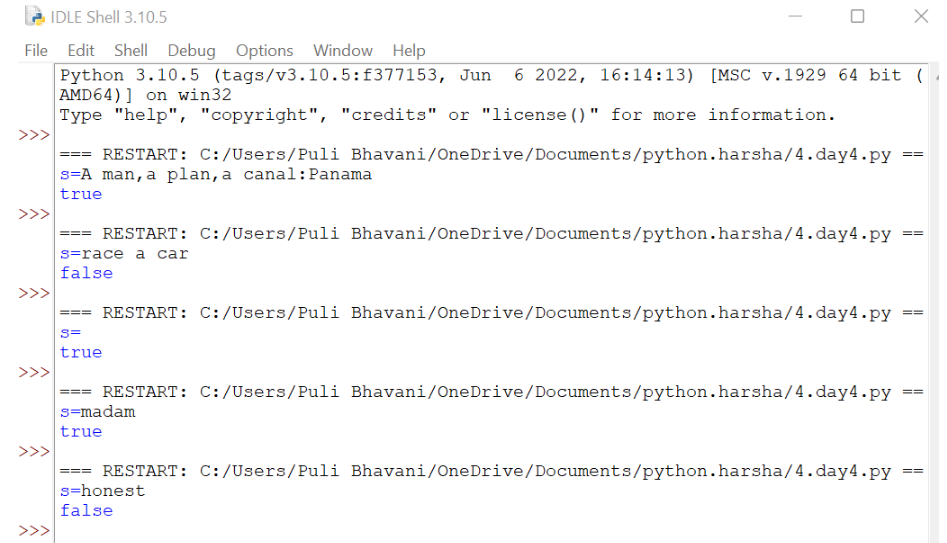 IDLE Shell 3.10.5
File Edit Shell Debug Options Window Help
Python 3.10.5 (tags/v3.10.5:f377153, Jun  6 2022, 16:14:13) [MSC v.1929 64 bit (
AMD64)] on win32
Type "help", "copyright", "credits" or "license()" for more information.
>>>
=== RESTART: C:/Users/Puli Bhavani/OneDrive/Documents/python.harsha/4.day4.py ==
s=A man,a plan,a canal:Panama
true
>>>
=== RESTART: C:/Users/Puli Bhavani/OneDrive/Documents/python.harsha/4.day4.py ==
s=race a car
false
>>>
=== RESTART: C:/Users/Puli Bhavani/OneDrive/Documents/python.harsha/4.day4.py ==
s=
true
>>>
=== RESTART: C:/Users/Puli Bhavani/OneDrive/Documents/python.harsha/4.day4.py ==
s=madam
true
>>>
=== RESTART: C:/Users/Puli Bhavani/OneDrive/Documents/python.harsha/4.day4.py ==
s=honest
false
>>>